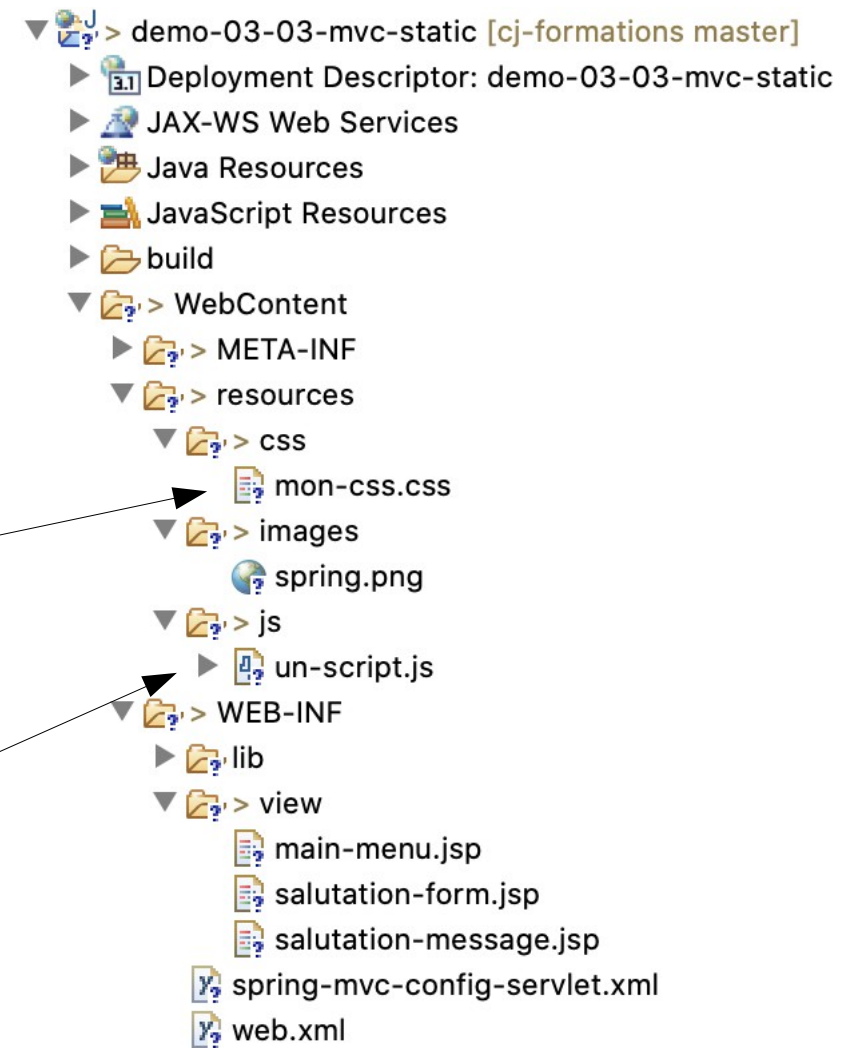 > demo-03-03-mvc-static [cj-formations master]
3.1 Deployment Descriptor: demo-03-03-mvc-static
JAX-WS Web Services
Java Resources
JavaScript Resources
build
> WebContent
> META-INF
> resources
> css
mon-css.css
> images
spring.png
> js
un-script.js
> WEB-INF
lib
> view
main-menu.jsp
salutation-form.jsp
salutation-message.jsp
spring-mvc-config-servlet.xml
web.xml